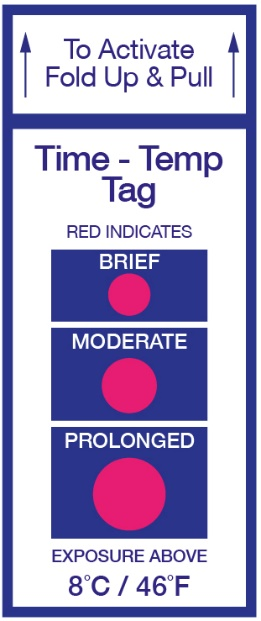 To Activate
Fold Up & Pull
Time - Temp
Tag
RED INDICATES
BRIEF
MODERATE
PROLONGED
EXPOSURE ABOVE
8°C / 46°F